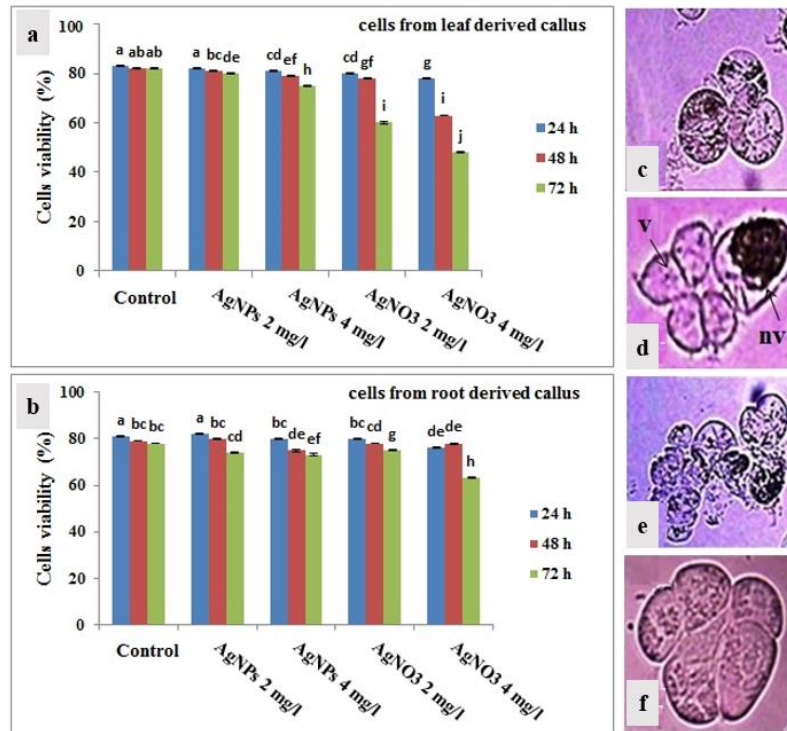 a
cells from leaf derived callus
100
80
60
40
20
0
Cells viability (%)
a ab ab
a bc de
cd ef h
cd gf i
g i j
24 h
48 h
72 h
Control
AgNPs 2 mg/l
AgNPs 4 mg/l
AgNO3 2 mg/l
AgNO3 4 mg/l
b
cells from root derived callus
100
80
60
40
20
0
Cells viability (%)
a bc bc
a bc cd
bc de ef
bc cd g
de de h
24 h
48 h
72 h
Control
AgNPs 2 mg/l
AgNPs 4 mg/l
AgNO3 2 mg/l
AgNO3 4 mg/l
c
v
nv
d
e
f